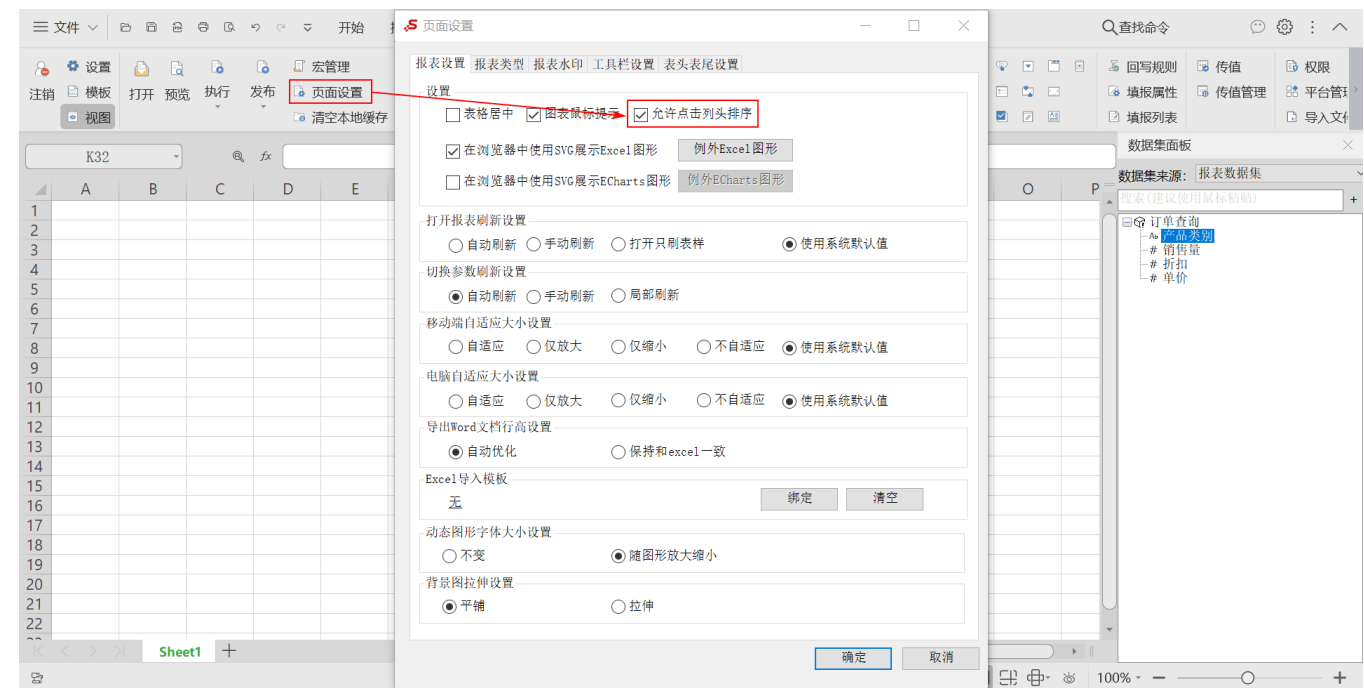 文件
开始
页面设置
查找命令
注销
设置
模板
视图
打开
预览
执行
发布
宏管理
页面设置
清空本地缓存
回写规则
传值
权限
填报属性
传值管理
平台管理
填报列表
导入文
K32
fx
A B C D E
O P
1
2
3
4
5
6
7
8
9
10
11
12
13
14
15
16
17
18
19
20
21
22
Sheet1
报表设置 报表类型 报表水印 工具栏设置 表头表尾设置
设置
表格居中 图表鼠标提示 允许点击列头排序
在浏览器中使用SVG展示Excel图形 例外Excel图形
在浏览器中使用SVG展示ECharts图形 例外ECharts图形
打开报表刷新设置
自动刷新 手动刷新 打开只刷表样 使用系统默认值
切换参数刷新设置
自动刷新 手动刷新 局部刷新
移动端自适应大小设置
自适应 仅放大 仅缩小 不自适应 使用系统默认值
电脑自适应大小设置
自适应 仅放大 仅缩小 不自适应 使用系统默认值
导出Word文档行高设置
自动优化 保持和excel一致
Excel导入模板
无 绑定 清空
动态图形字体大小设置
不变 随图形放大缩小
背景图拉伸设置
平铺 拉伸
确定 取消
数据集面板
数据集来源: 报表数据集
搜索(建议使用鼠标粘贴)
订单查询
产品类别
# 销售量
# 折扣
# 单价
100%